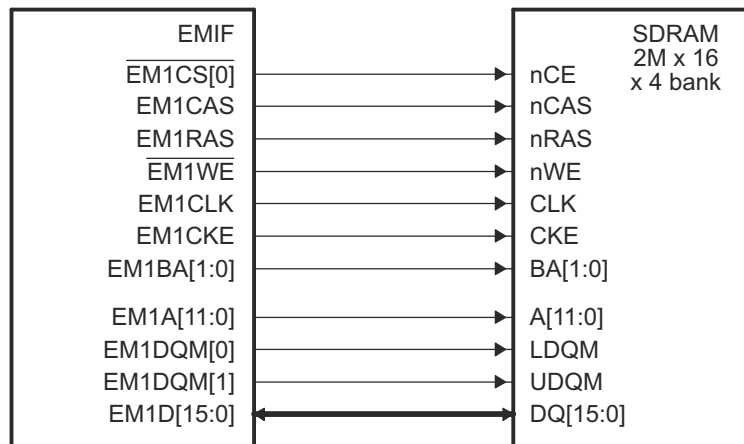 EMIF
EM1CS[0]
EM1CAS
EM1RAS
EM1WE
EM1CLK
EM1CKE
EM1BA[1:0]
EM1A[11:0]
EM1DQM[0]
EM1DQM[1]
EM1D[15:0]
SDRAM
2M x 16
x 4 bank
nCE
nCAS
nRAS
nWE
CLK
CKE
BA[1:0]
A[11:0]
LDQM
UDQM
DQ[15:0]